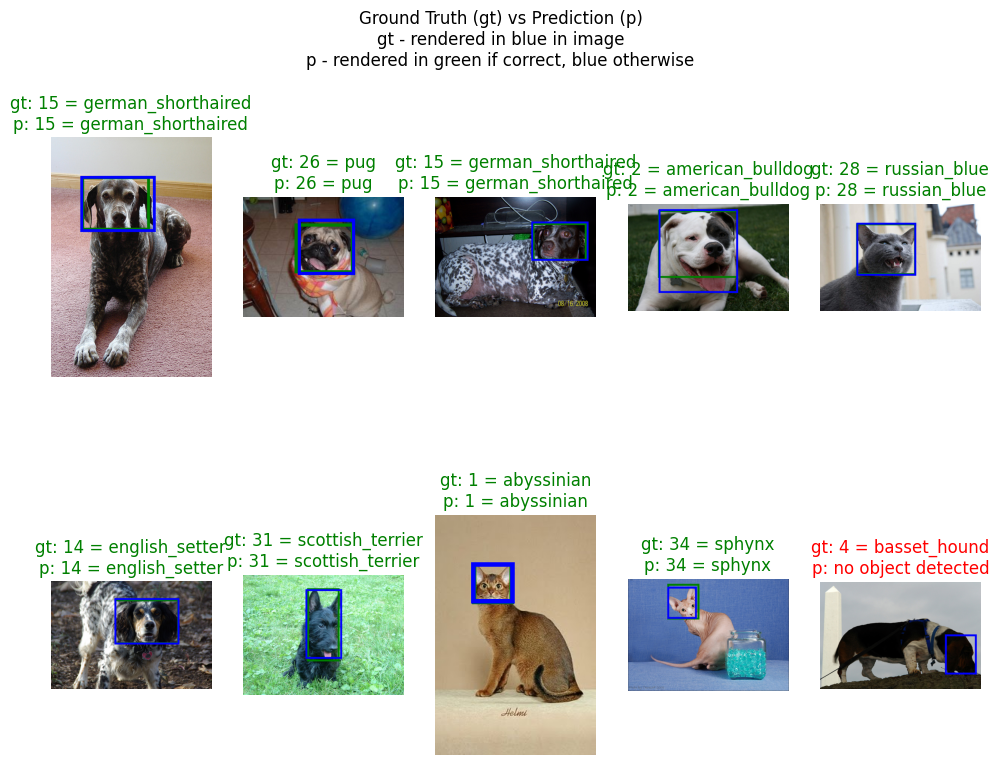 Ground Truth (gt) vs Prediction (p)
gt - rendered in blue in image
p - rendered in green if correct, blue otherwise
gt: 15 = german_shorthaired
p: 15 = german_shorthaired
gt: 26 = pug
p: 26 = pug
gt: 15 = german_shorthaired
p: 15 = german_shorthaired
gt: 2 = american_bulldog
p: 2 = american_bulldog
gt: 28 = russian_blue
p: 28 = russian_blue
gt: 14 = english_setter
p: 14 = english_setter
gt: 31 = scottish_terrier
p: 31 = scottish_terrier
gt: 1 = abyssinian
p: 1 = abyssinian
Helmi
gt: 34 = sphynx
p: 34 = sphynx
gt: 4 = basset_hound
p: no object detected